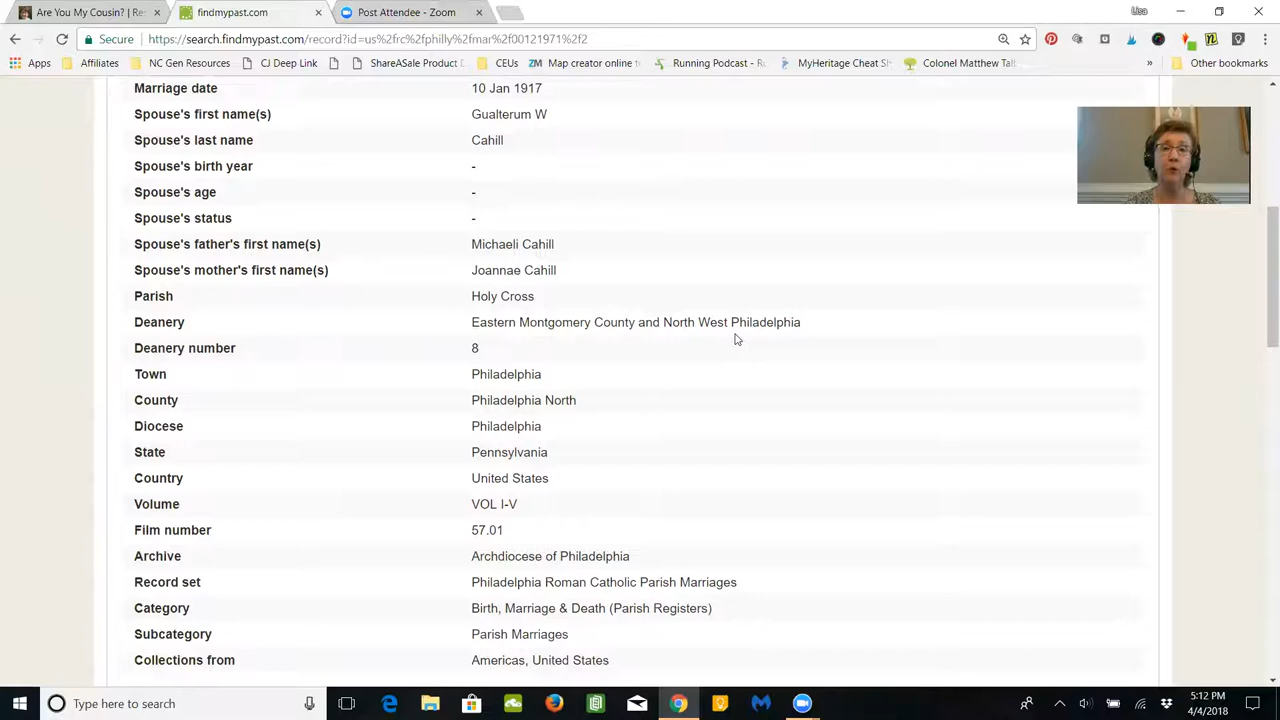 Are You My Cousin? | Res
findmypast.com
Post Attendee - Zoom
Lisa
Secure
https://search.findmypast.com/record?id=us%2frc%2fphilly%2fmar%2f00121971%2f2
Apps
Affiliates
NC Gen Resources
CJ Deep Link
ShareASale Product D
CEUs
Map creator online to
Running Podcast - Ru
MyHeritage Cheat Sh
Colonel Matthew Talb
»
Other bookmarks
Marriage date 10 Jan 1917
Spouse's first name(s) Gualterum W
Spouse's last name Cahill
Spouse's birth year -
Spouse's age -
Spouse's status -
Spouse's father's first name(s) Michaeli Cahill
Spouse's mother's first name(s) Joannae Cahill
Parish Holy Cross
Deanery Eastern Montgomery County and North West Philadelphia
Deanery number 8
Town Philadelphia
County Philadelphia North
Diocese Philadelphia
State Pennsylvania
Country United States
Volume VOL I-V
Film number 57.01
Archive Archdiocese of Philadelphia
Record set Philadelphia Roman Catholic Parish Marriages
Category Birth, Marriage & Death (Parish Registers)
Subcategory Parish Marriages
Collections from Americas, United States
Type here to search
5:12 PM
4/4/2018